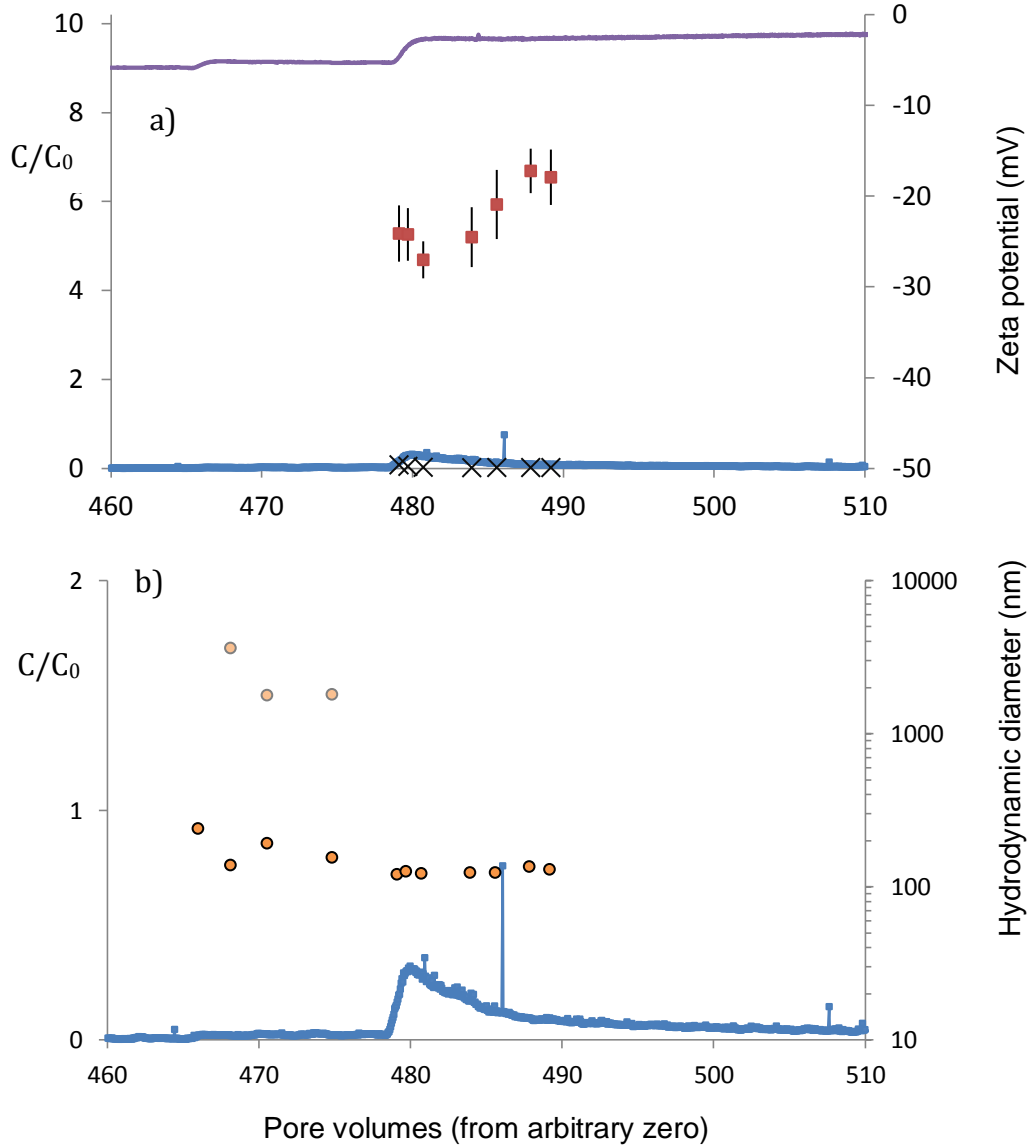 10
8
6
4
2
0
C/C0
a)
0
-10
-20
-30
-40
-50
Zeta potential (mV)
460 470 480 490 500 510
2
1
0
C/C0
b)
10000
1000
100
10
Hydrodynamic diameter (nm)
460 470 480 490 500 510
Pore volumes (from arbitrary zero)